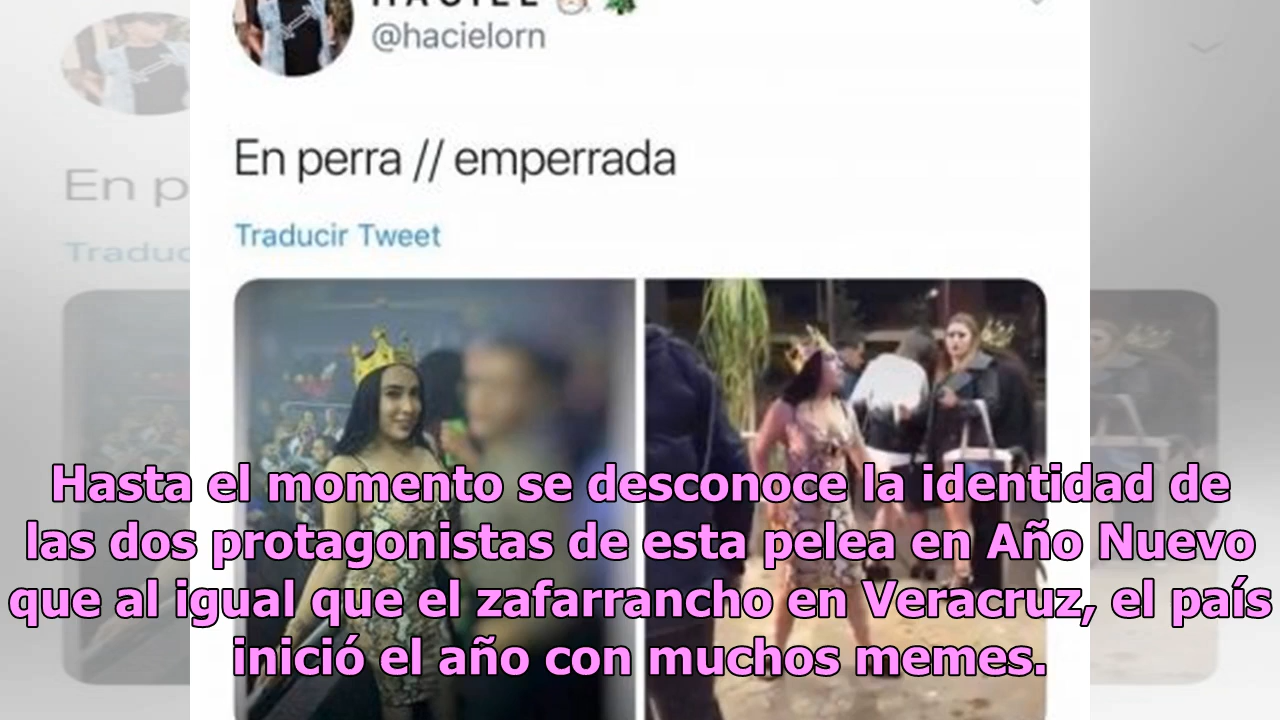 HACIEL
@hacielorn
En perra // emperrada
Traducir Tweet
Hasta el momento se desconoce la identidad de
las dos protagonistas de esta pelea en Año Nuevo
que al igual que el zafarrancho en Veracruz, el país
inició el año con muchos memes.